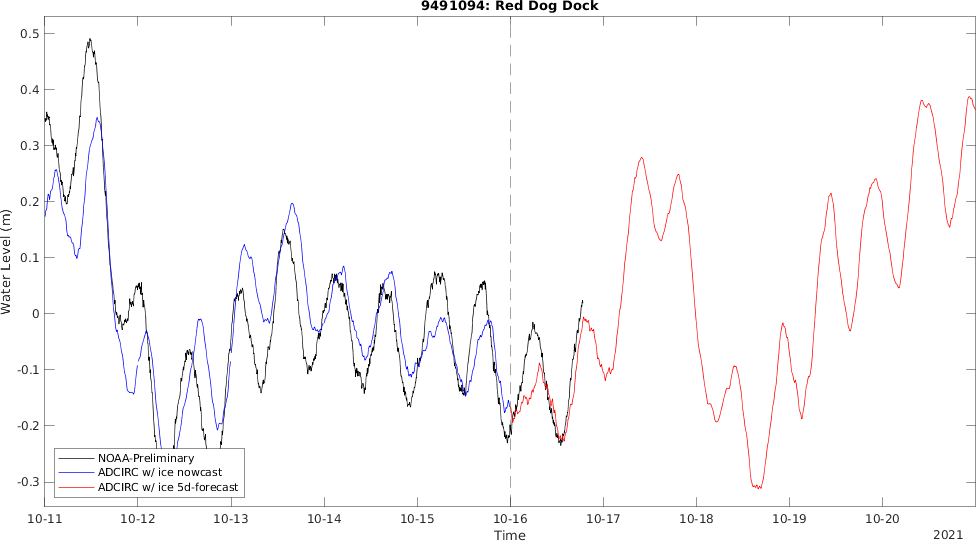 9491094: Red Dog Dock
Water Level (m)
0.5
0.4
0.3
0.2
0.1
0
-0.1
-0.2
-0.3
NOAA-Preliminary
ADCIRC w/ ice nowcast
ADCIRC w/ ice 5d-forecast
10-11 10-12 10-13 10-14 10-15 10-16 10-17 10-18 10-19 10-20
Time
2021